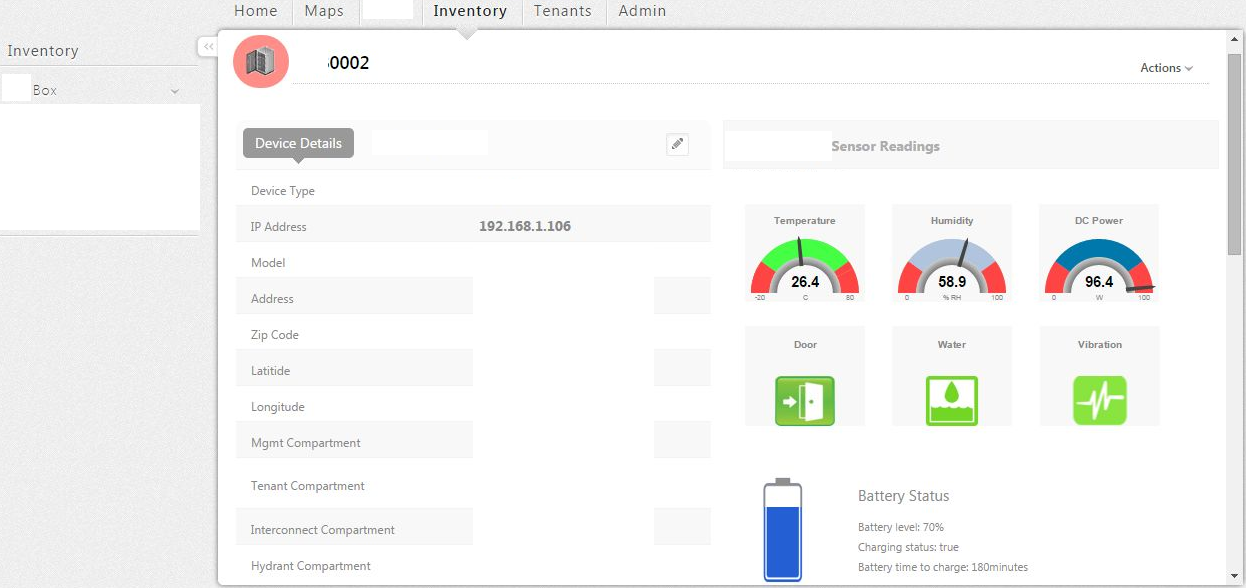 Home Maps Inventory Tenants Admin
Inventory
Box
0002
Actions
Device Details
Sensor Readings
Device Type
IP Address 192.168.1.106
Model
Address
Zip Code
Latitide
Longitude
Mgmt Compartment
Tenant Compartment
Interconnect Compartment
Hydrant Compartment
Temperature Humidity DC Power
26.4 58.9 96.4
-20 C 80 0 % RH 100 0 W 100
Door Water Vibration
Battery Status
Battery level: 70%
Charging status: true
Battery time to charge: 180minutes